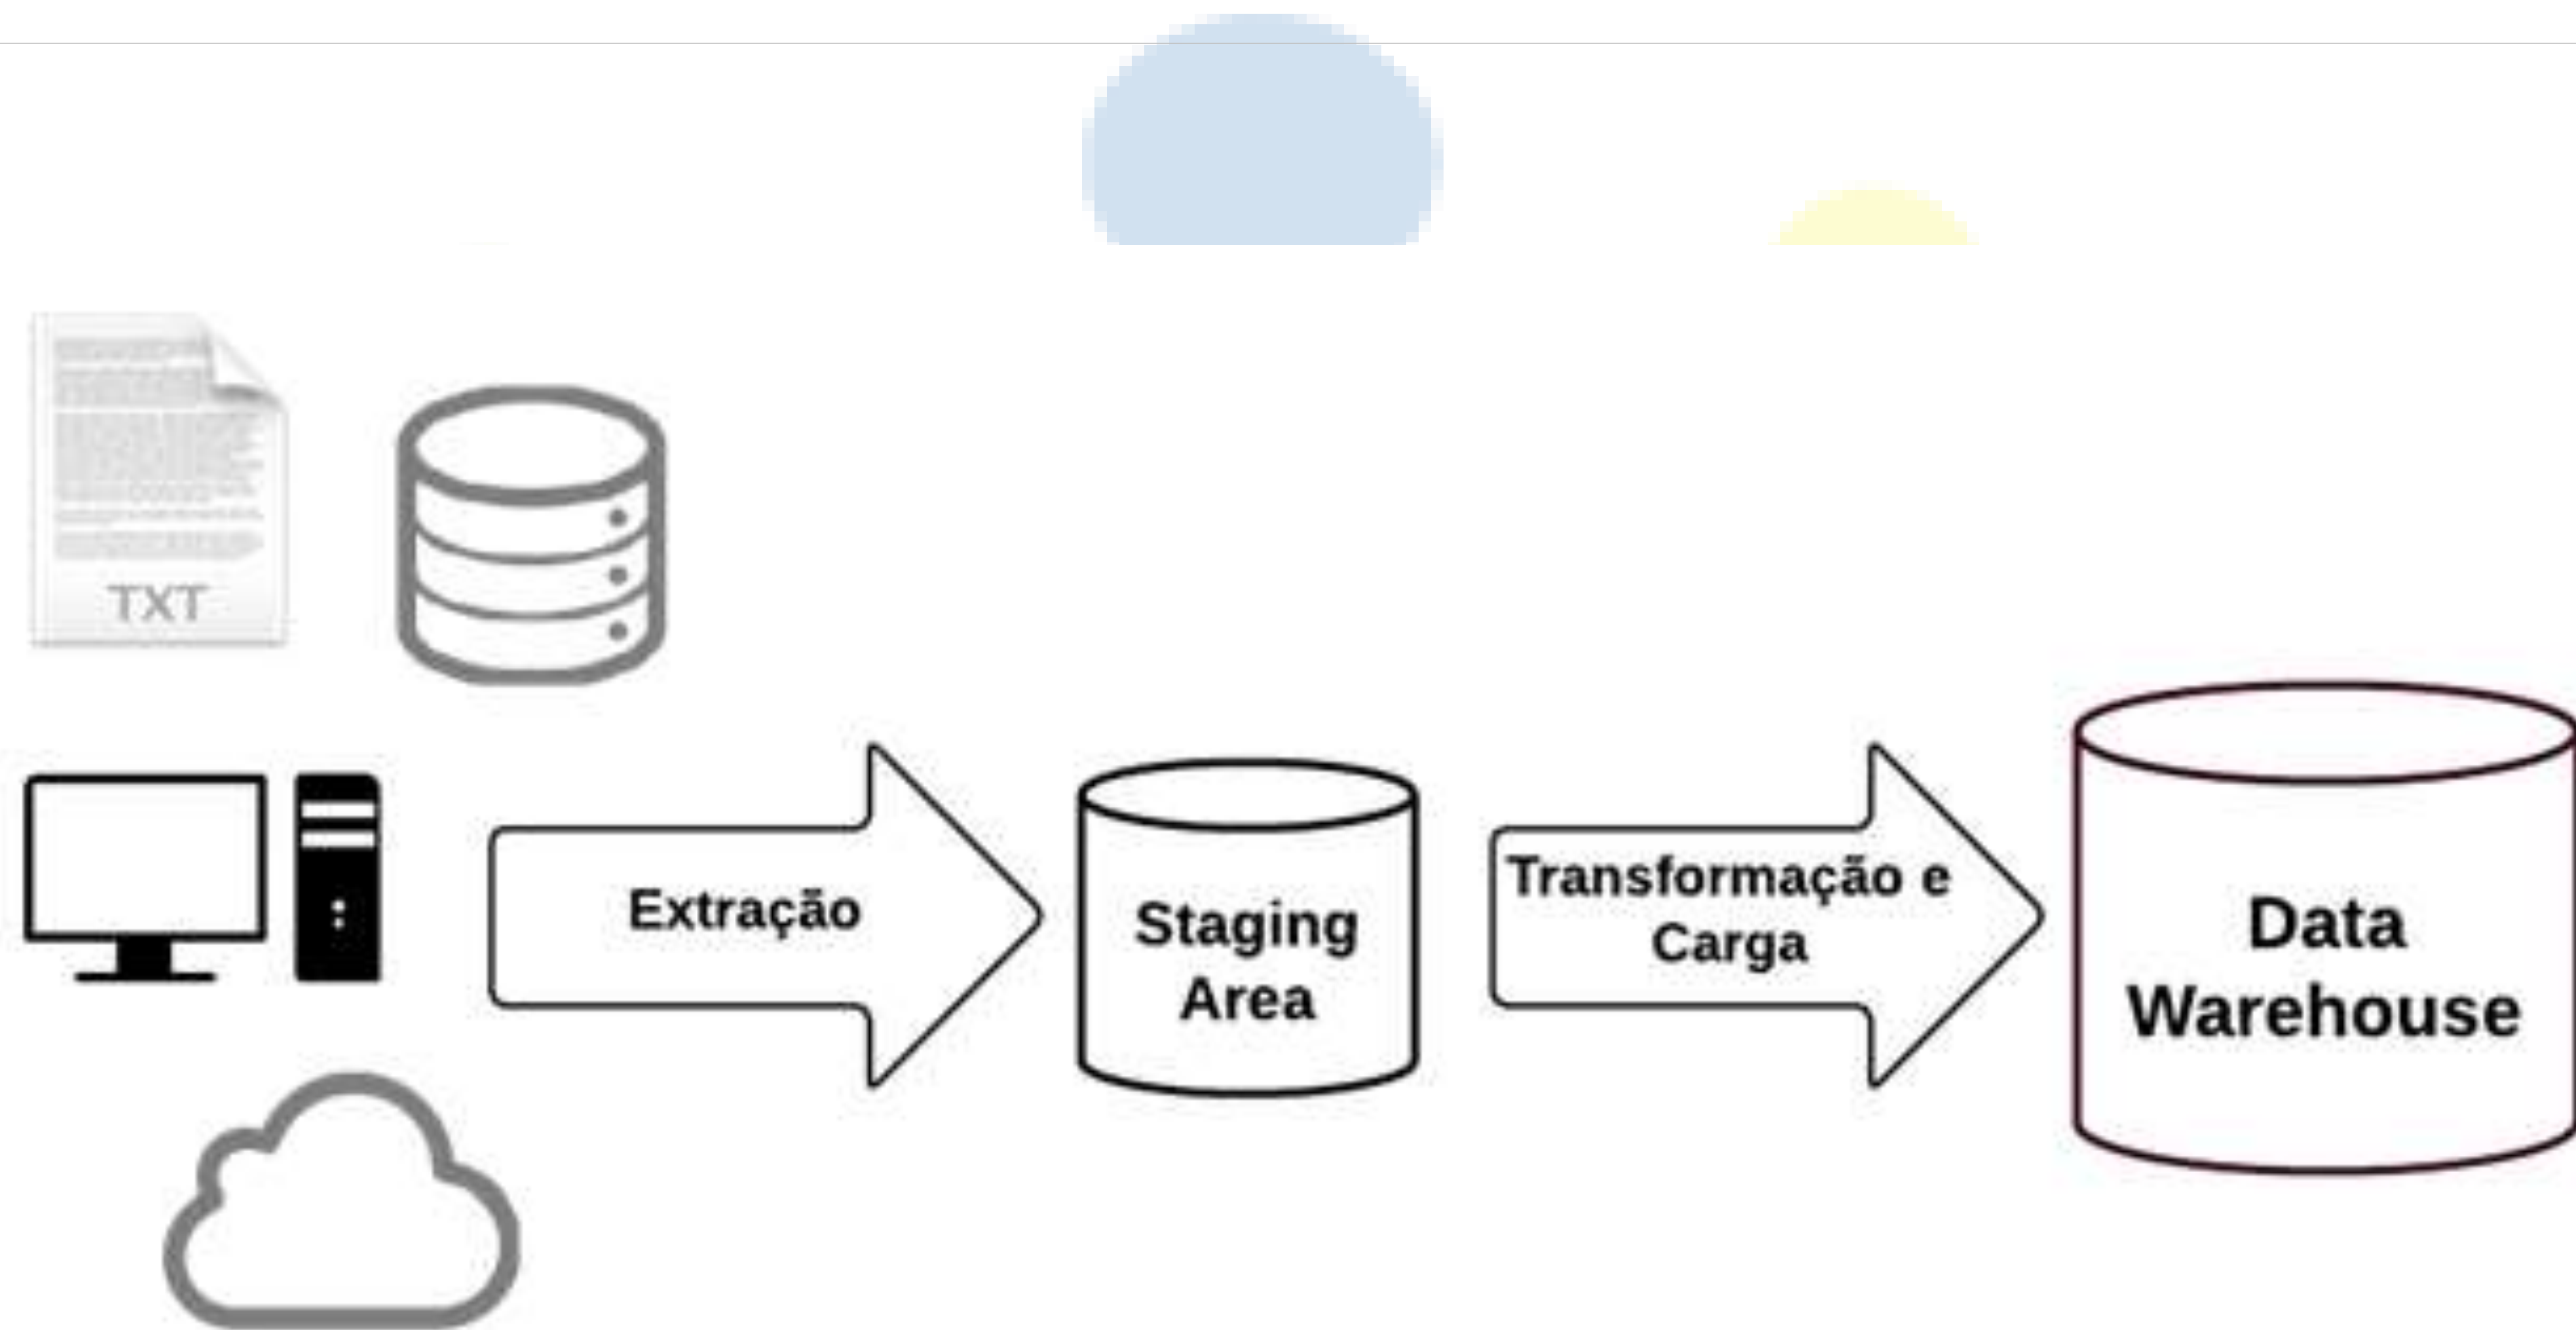 TXT
Extração
Staging
Area
Transformação e
Carga
Data
Warehouse